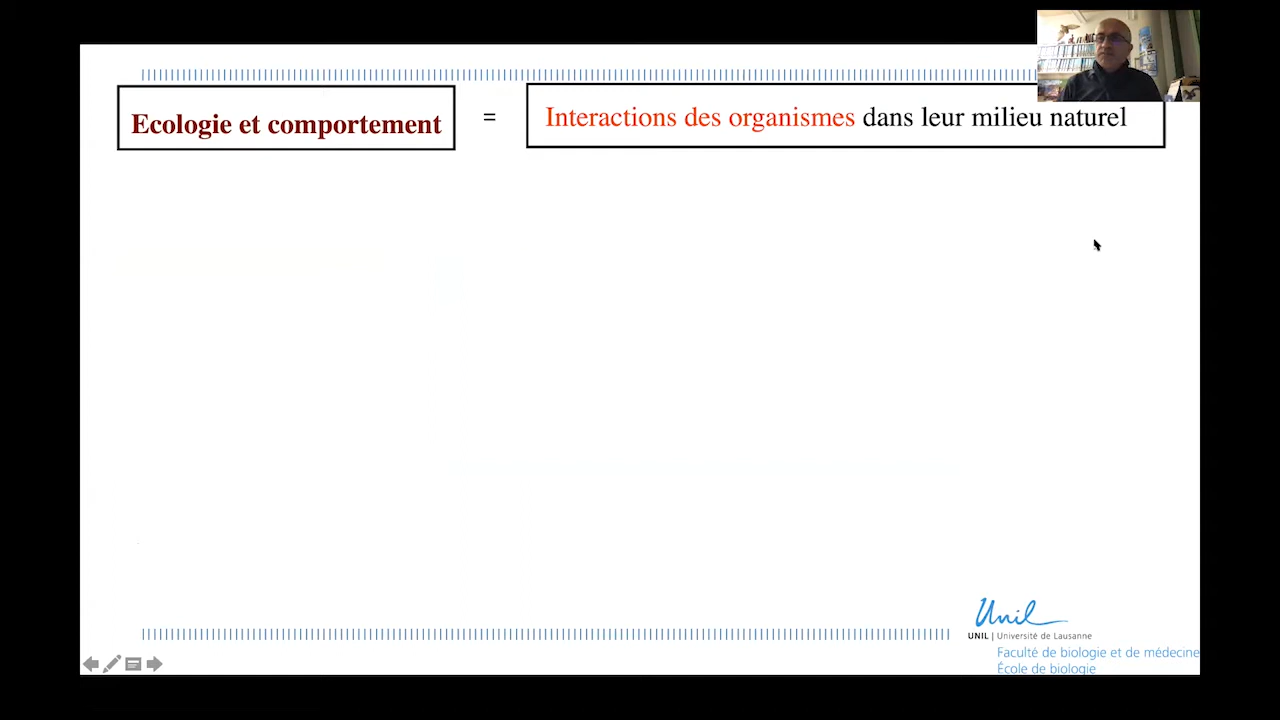 Ecologie et comportement
=
Interactions des organismes dans leur milieu naturel
Unil
UNIL | Université de Lausanne
Faculté de biologie et de médecine
École de biologie